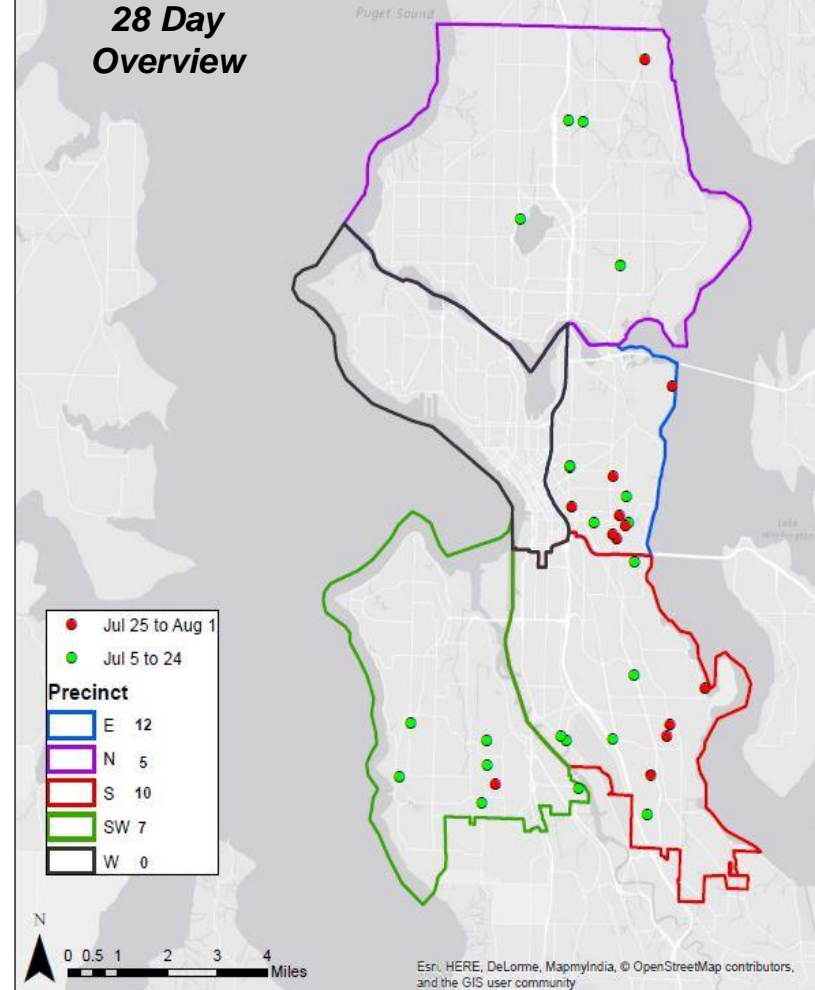 28 Day
Overview
Puget Sound
Lake
Washington
Jul 25 to Aug 1
Jul 5 to 24
Precinct
E 12
N 5
S 10
SW 7
W 0
N
0 0.5 1 2 3 4
Miles
Esri, HERE, DeLorme, MapmyIndia, © OpenStreetMap contributors,
and the GIS user community